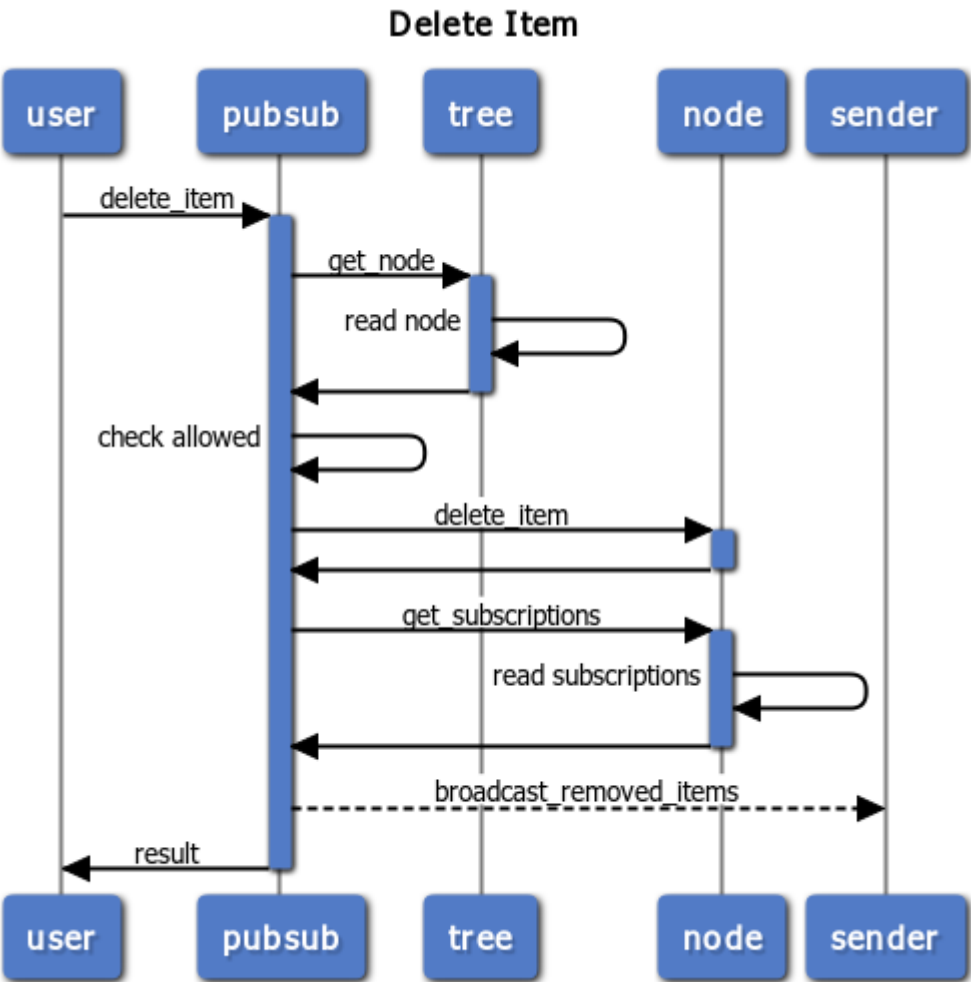 Delete Item
user pubsub tree node sender
delete_item
get_node
read node
check allowed
delete_item
get_subscriptions
read subscriptions
broadcast_removed_items
result
user pubsub tree node sender